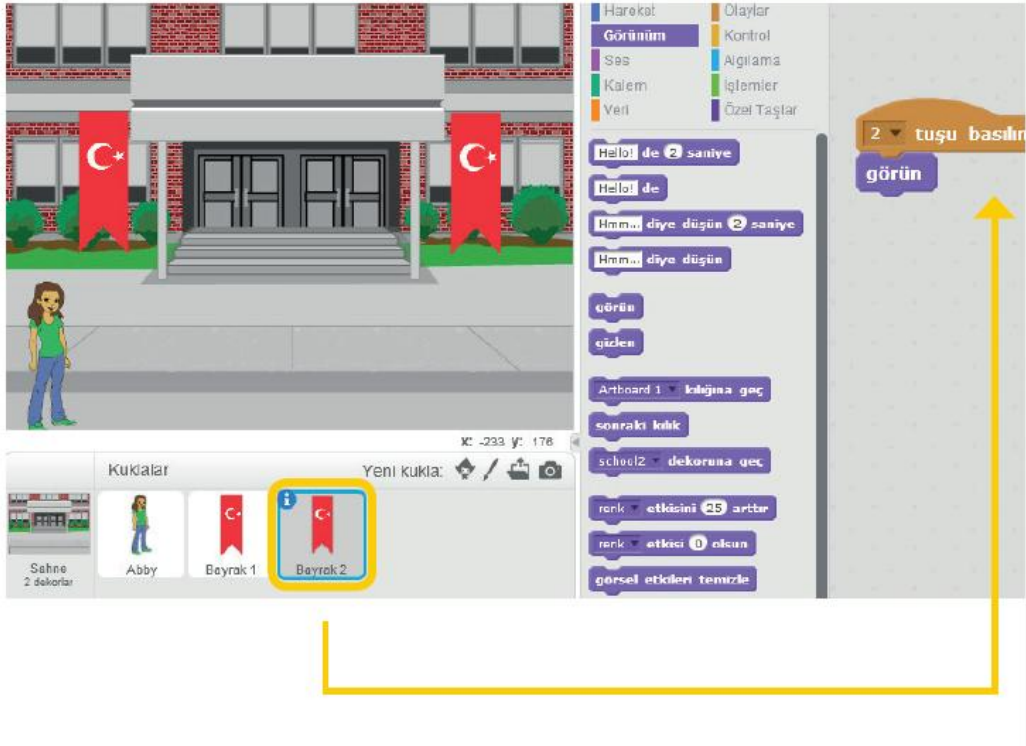 Hareket
Olaylar
Görünüm
Kontrol
Ses
Algılama
Kalem
İşlemler
Veri
Özel Taşlar
Hello! de 2 saniye
Hello! de
Hmm... diye düşün 2 saniye
Hmm... diye düşün
görün
gizlen
Artboard 1 kılığına geç
sonraki kılık
school2 dekoruna geç
renk etkisini 25 arttır
renk etkisi 0 olsun
görsel etkileri temizle
2 tuşu basılın
görün
x: -233 y: 176
Kuklalar
Yeni kukla:
Sahne
2 dekorlar
Abby
Bayrak 1
Bayrak 2